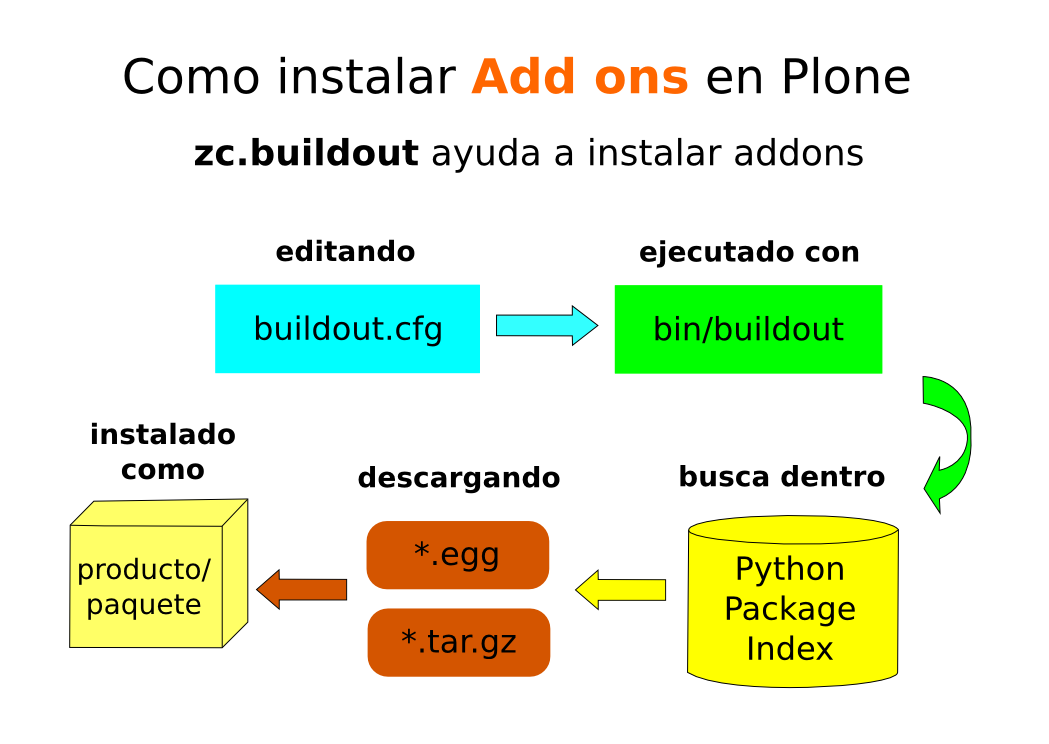 Como instalar Add ons en Plone
zc.buildout ayuda a instalar addons
editando
buildout.cfg
ejecutado con
bin/buildout
busca dentro
Python
Package
Index
descargando
*.egg
*.tar.gz
instalado
como
producto/
paquete